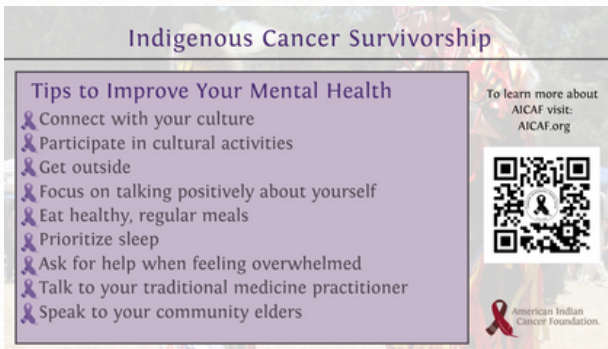 Indigenous Cancer Survivorship
Tips to Improve Your Mental Health
Connect with your culture
Participate in cultural activities
Get outside
Focus on talking positively about yourself
Eat healthy, regular meals
Prioritize sleep
Ask for help when feeling overwhelmed
Talk to your traditional medicine practitioner
Speak to your community elders
To learn more about
AICAF visit:
AICAF.org
American Indian
Cancer Foundation.